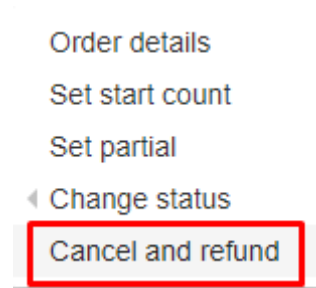 Order details
Set start count
Set partial
Change status
Cancel and refund